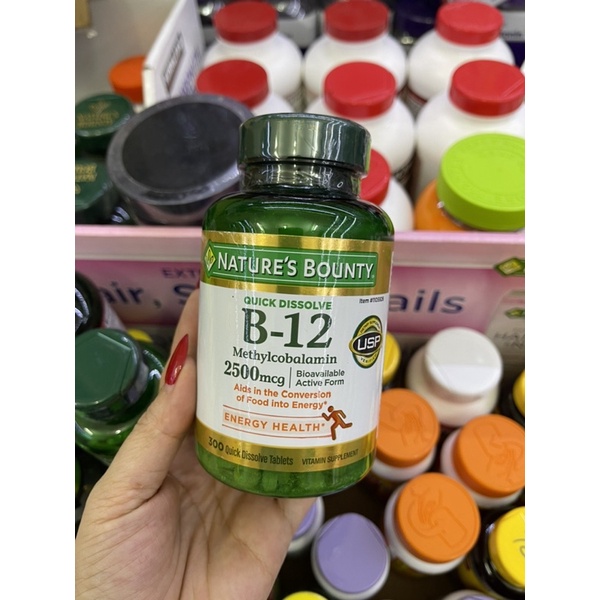 NATURE'S BOUNTY
QUICK DISSOLVE
B-12
Methylcobalamin
2500mcg
Bioavailable
Active Form
USP
Aids in the Conversion
of Food into Energy*
ENERGY HEALTH*
300 Quick Dissolve Tablets
VITAMIN SUPPLEMENT